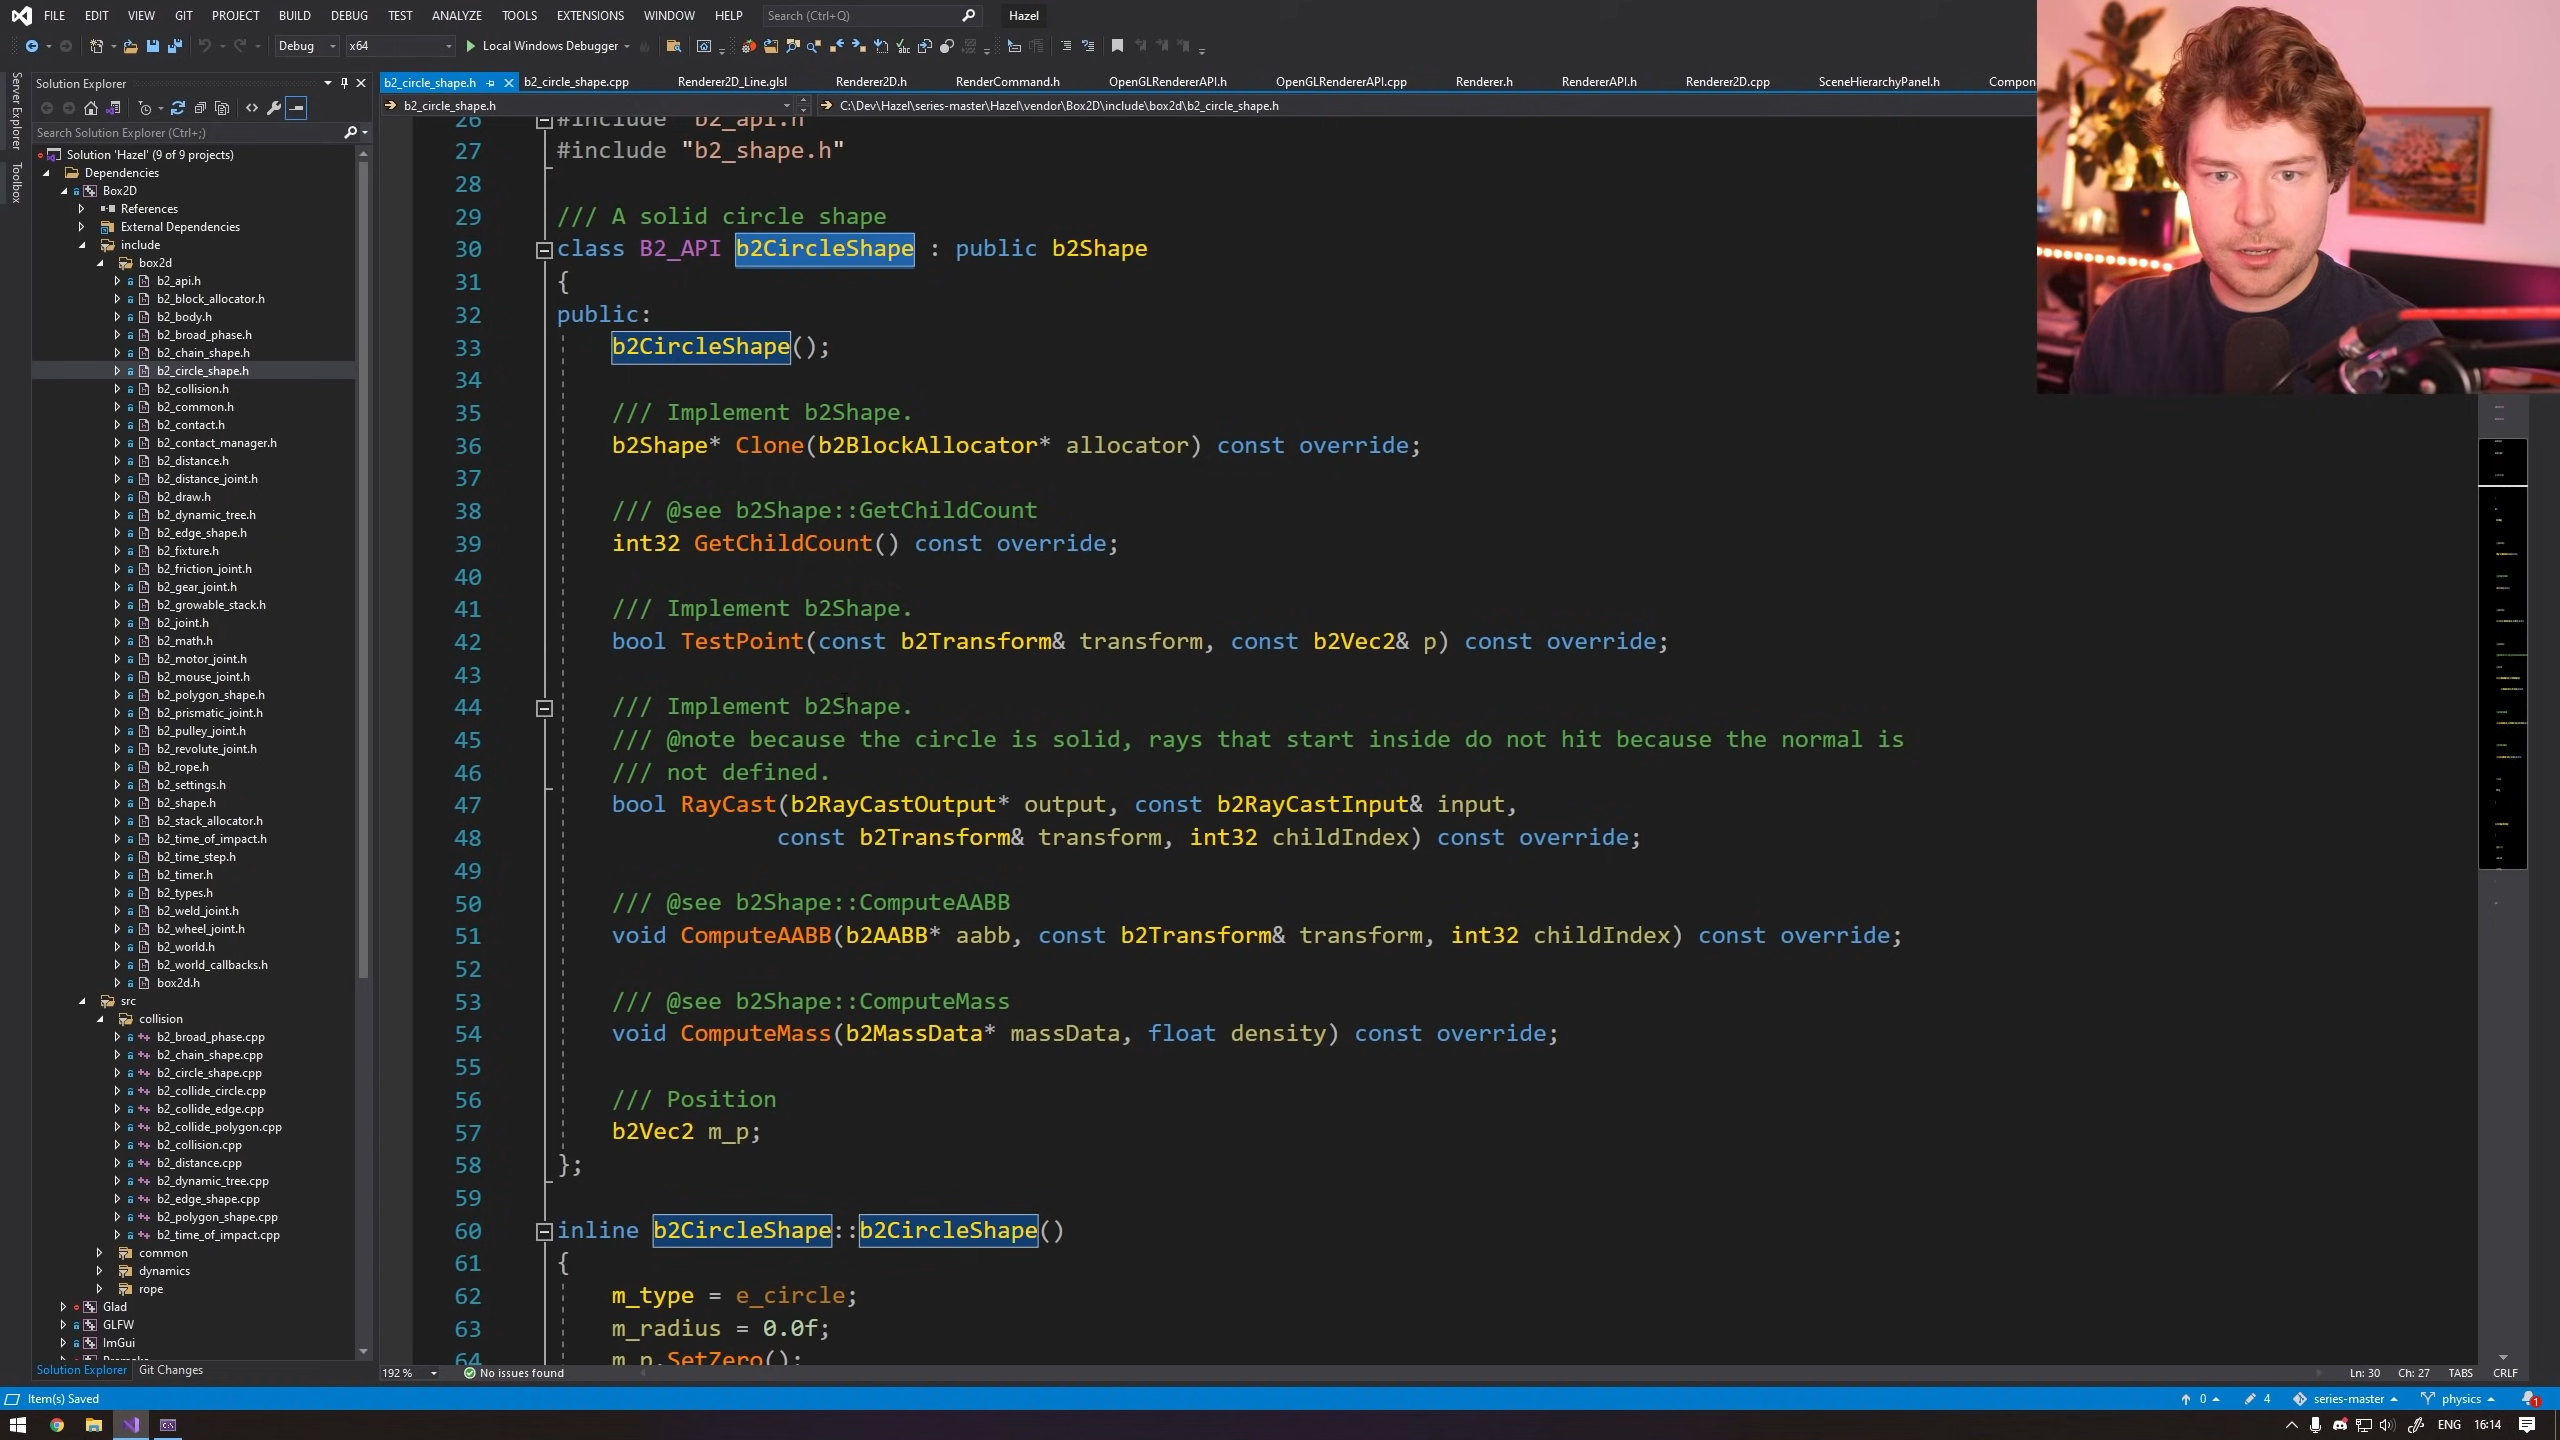 FILE EDIT VIEW GIT PROJECT BUILD DEBUG TEST ANALYZE TOOLS EXTENSIONS WINDOW HELP Search (Ctrl+Q) Hazel
Debug x64 Local Windows Debugger
Server Explorer
Toolbox
Solution Explorer
Search Solution Explorer (Ctrl+;)
Solution 'Hazel' (9 of 9 projects)
Dependencies
Box2D
References
External Dependencies
include
box2d
b2_api.h
b2_block_allocator.h
b2_body.h
b2_broad_phase.h
b2_chain_shape.h
b2_circle_shape.h
b2_collision.h
b2_common.h
b2_contact.h
b2_contact_manager.h
b2_distance.h
b2_distance_joint.h
b2_draw.h
b2_dynamic_tree.h
b2_edge_shape.h
b2_fixture.h
b2_friction_joint.h
b2_gear_joint.h
b2_growable_stack.h
b2_joint.h
b2_math.h
b2_motor_joint.h
b2_mouse_joint.h
b2_polygon_shape.h
b2_prismatic_joint.h
b2_pulley_joint.h
b2_revolute_joint.h
b2_rope.h
b2_settings.h
b2_shape.h
b2_stack_allocator.h
b2_time_of_impact.h
b2_time_step.h
b2_timer.h
b2_types.h
b2_weld_joint.h
b2_wheel_joint.h
b2_world.h
b2_world_callbacks.h
box2d.h
src
collision
b2_broad_phase.cpp
b2_chain_shape.cpp
b2_circle_shape.cpp
b2_collide_circle.cpp
b2_collide_edge.cpp
b2_collide_polygon.cpp
b2_collision.cpp
b2_distance.cpp
b2_dynamic_tree.cpp
b2_edge_shape.cpp
b2_polygon_shape.cpp
b2_time_of_impact.cpp
common
dynamics
rope
Glad
GLFW
ImGui
Solution Explorer Git Changes
b2_circle_shape.h b2_circle_shape.cpp Renderer2D_Line.glsl Renderer2D.h RenderCommand.h OpenGLRendererAPI.h OpenGLRendererAPI.cpp Renderer.h RendererAPI.h Renderer2D.cpp SceneHierarchyPanel.h Compon
b2_circle_shape.h C:\Dev\Hazel\series-master\Hazel\vendor\Box2D\include\box2d\b2_circle_shape.h
26 #include "b2_api.h"
27 #include "b2_shape.h"
28
29 /// A solid circle shape
30 class B2_API b2CircleShape : public b2Shape
31 {
32 public:
33 b2CircleShape();
34
35 /// Implement b2Shape.
36 b2Shape* Clone(b2BlockAllocator* allocator) const override;
37
38 /// @see b2Shape::GetChildCount
39 int32 GetChildCount() const override;
40
41 /// Implement b2Shape.
42 bool TestPoint(const b2Transform& transform, const b2Vec2& p) const override;
43
44 /// Implement b2Shape.
45 /// @note because the circle is solid, rays that start inside do not hit because the normal is
46 /// not defined.
47 bool RayCast(b2RayCastOutput* output, const b2RayCastInput& input,
48 const b2Transform& transform, int32 childIndex) const override;
49
50 /// @see b2Shape::ComputeAABB
51 void ComputeAABB(b2AABB* aabb, const b2Transform& transform, int32 childIndex) const override;
52
53 /// @see b2Shape::ComputeMass
54 void ComputeMass(b2MassData* massData, float density) const override;
55
56 /// Position
57 b2Vec2 m_p;
58 };
59
60 inline b2CircleShape::b2CircleShape()
61 {
62 m_type = e_circle;
63 m_radius = 0.0f;
64 m_p.SetZero();
192 % No issues found Ln: 30 Ch: 27 TABS CRLF
Item(s) Saved 0 4 series-master physics 1
ENG 16:14